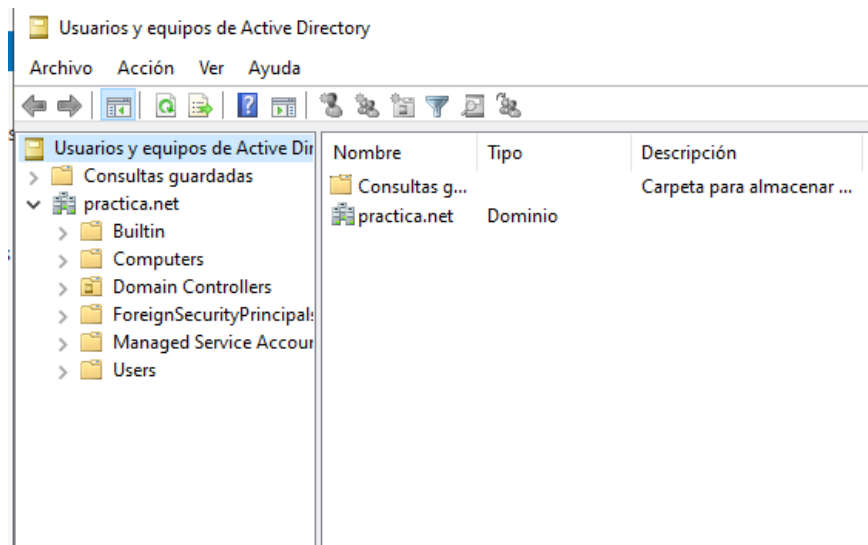 Usuarios y equipos de Active Directory
Archivo Acción Ver Ayuda
Usuarios y equipos de Active Dir
Consultas guardadas
practica.net
Builtin
Computers
Domain Controllers
ForeignSecurityPrincipal
Managed Service Accour
Users
Nombre Tipo Descripción
Consultas g... Carpeta para almacenar ...
practica.net Dominio